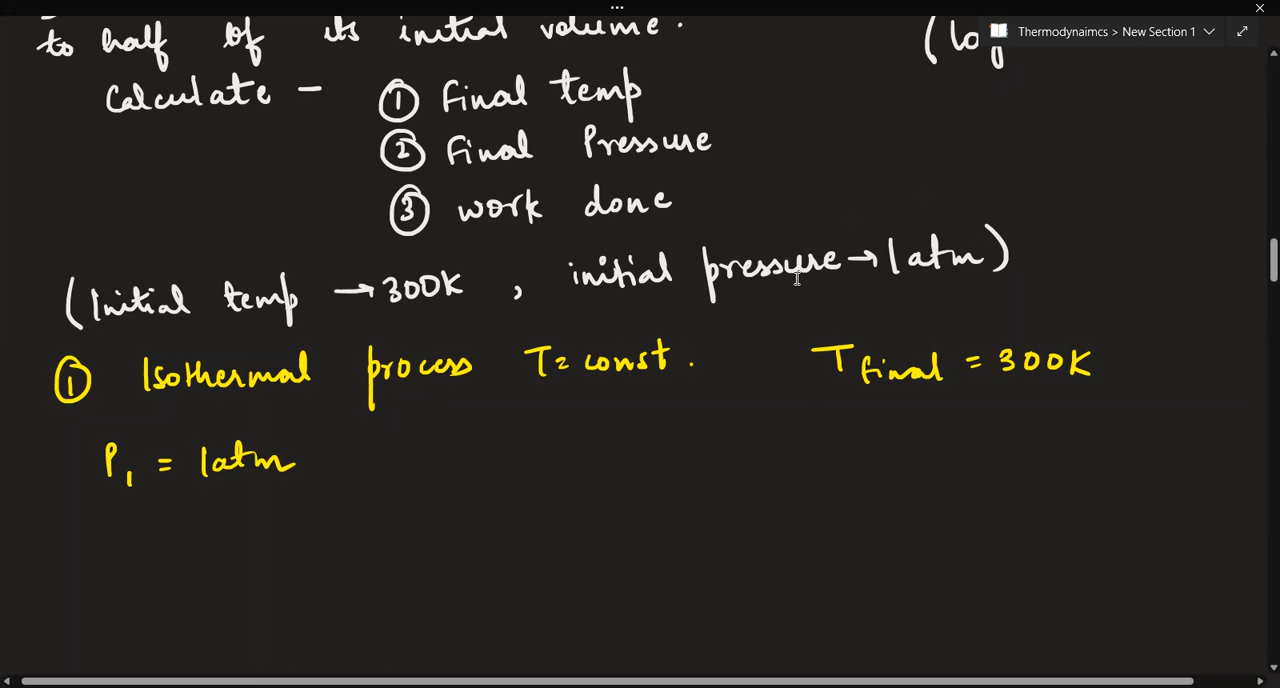 to half of its initial volume.
Thermodynaimcs > New Section 1
Calculate - ① final temp
② final Pressure
③ work done
(Initial temp → 300K , initial pressure → 1atm)
① Isothermal process T = const. T final = 300K
P1 = 1atm